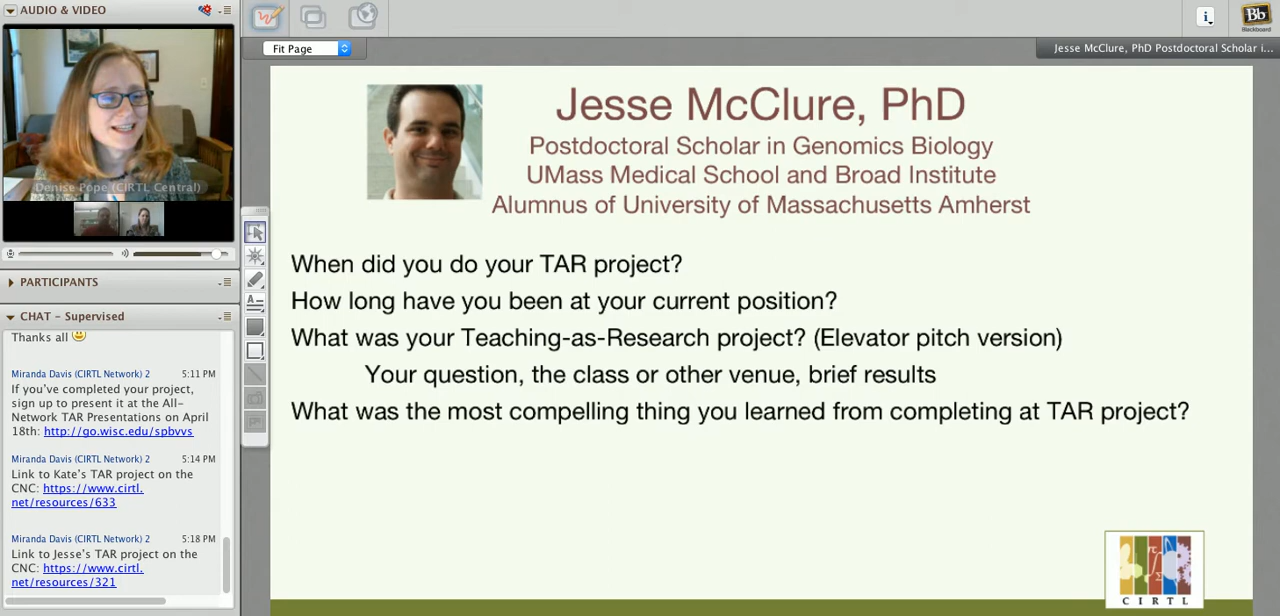 AUDIO & VIDEO
Denise Pope (CIRTL Central)
PARTICIPANTS
CHAT – Supervised
Thanks all
Miranda Davis (CIRTL Network) 2 5:11 PM
If you've completed your project,
sign up to present it at the All-
Network TAR Presentations on April
18th: http://go.wisc.edu/spbvvs
Miranda Davis (CIRTL Network) 2 5:14 PM
Link to Kate's TAR project on the
CNC: https://www.cirtl.
net/resources/633
Miranda Davis (CIRTL Network) 2 5:18 PM
Link to Jesse's TAR project on the
CNC: https://www.cirtl.
net/resources/321
Fit Page
i
Bb
Blackboard
Jesse McClure, PhD Postdoctoral Scholar i...
Jesse McClure, PhD
Postdoctoral Scholar in Genomics Biology
UMass Medical School and Broad Institute
Alumnus of University of Massachusetts Amherst
When did you do your TAR project?
How long have you been at your current position?
What was your Teaching-as-Research project? (Elevator pitch version)
Your question, the class or other venue, brief results
What was the most compelling thing you learned from completing at TAR project?
CIRTL